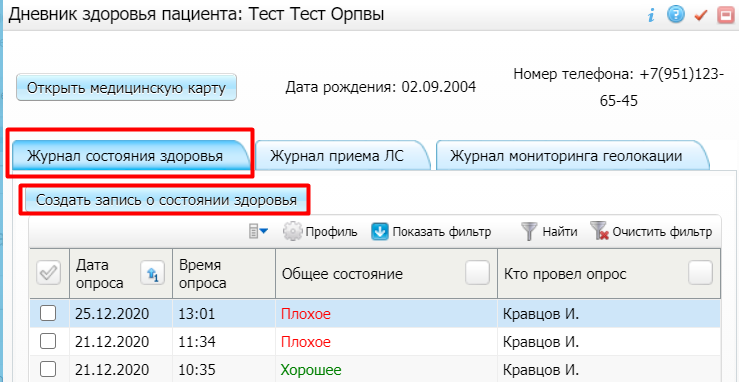 Дневник здоровья пациента: Тест Тест Орпвы
Открыть медицинскую карту
Дата рождения: 02.09.2004
Номер телефона: +7(951)123-
65-45
Журнал состояния здоровья
Журнал приема ЛС
Журнал мониторинга геолокации
Создать запись о состоянии здоровья
Профиль Показать фильтр Найти Очистить фильтр
Дата опроса 1 Время опроса Общее состояние Кто провел опрос
25.12.2020 13:01 Плохое Кравцов И.
21.12.2020 11:34 Плохое Кравцов И.
21.12.2020 10:35 Хорошее Кравцов И.